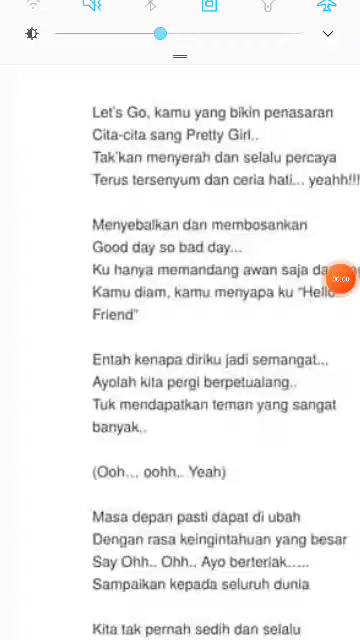 Let's Go, kamu yang bikin penasaran
Cita-cita sang Pretty Girl..
Tak'kan menyerah dan selalu percaya
Terus tersenyum dan ceria hati... yeahh!!!
Menyebalkan dan membosankan
Good day so bad day...
Ku hanya memandang awan saja
00:00
Kamu diam, kamu menyapa ku “Hello
Friend”
Entah kenapa diriku jadi semangat...
Ayolah kita pergi berpetualang..
Tuk mendapatkan teman yang sangat
banyak..
(Ooh... oohh.. Yeah)
Masa depan pasti dapat di ubah
Dengan rasa keingintahuan yang besar
Say Ohh.. Ohh.. Ayo berteriak.....
Sampaikan kepada seluruh dunia
Kita tak pernah sedih dan selalu